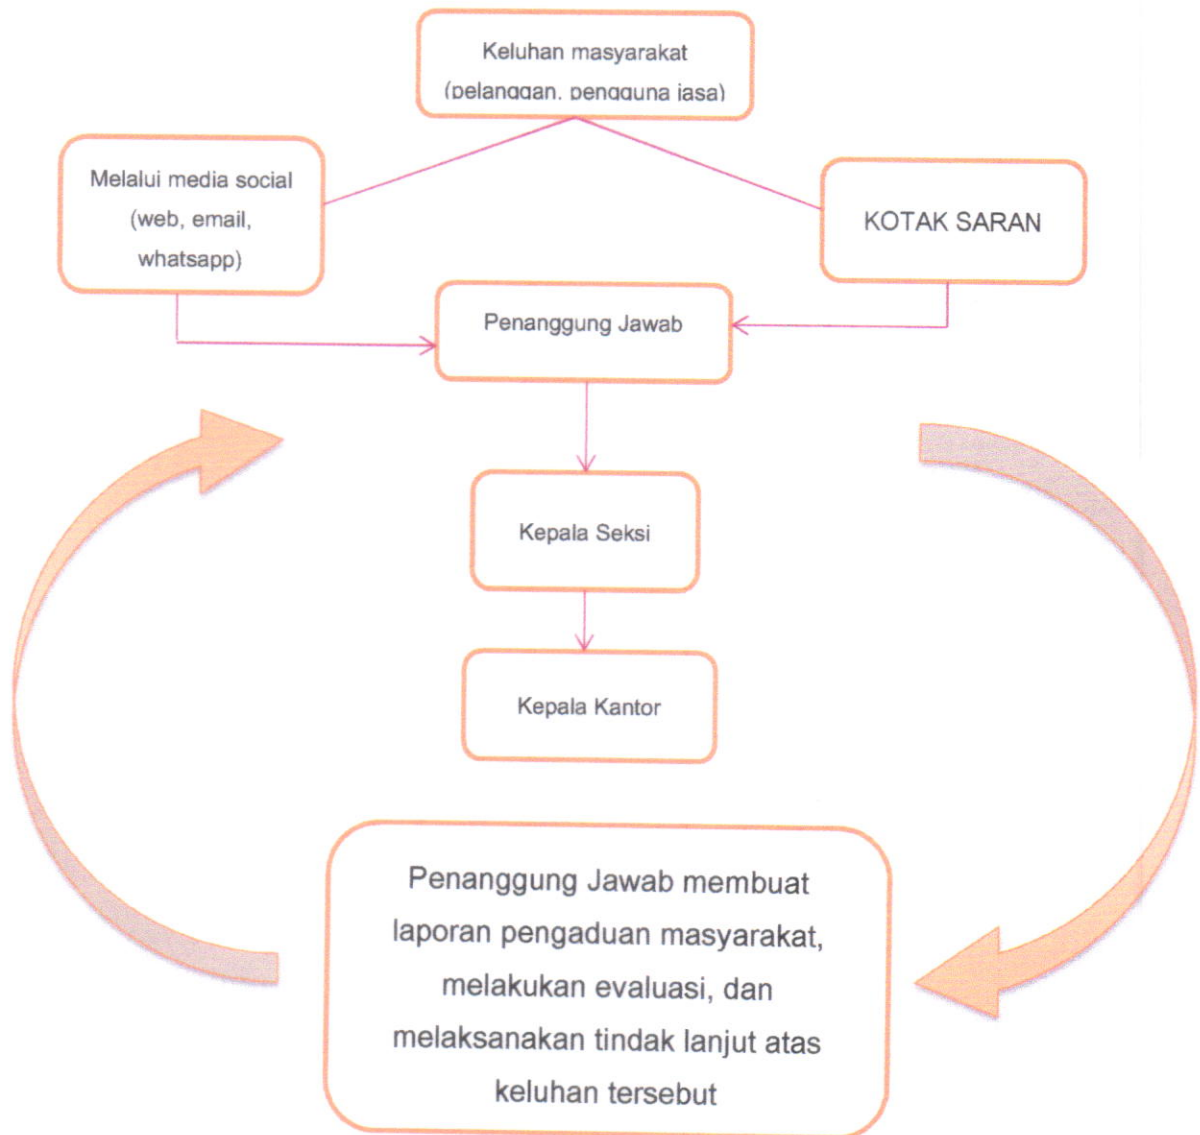 Keluhan masyarakat
(pelanggan, pengguna jasa)
Melalui media social
(web, email,
whatsapp)
KOTAK SARAN
Penanggung Jawab
Kepala Seksi
Kepala Kantor
Penanggung Jawab membuat
laporan pengaduan masyarakat,
melakukan evaluasi, dan
melaksanakan tindak lanjut atas
keluhan tersebut